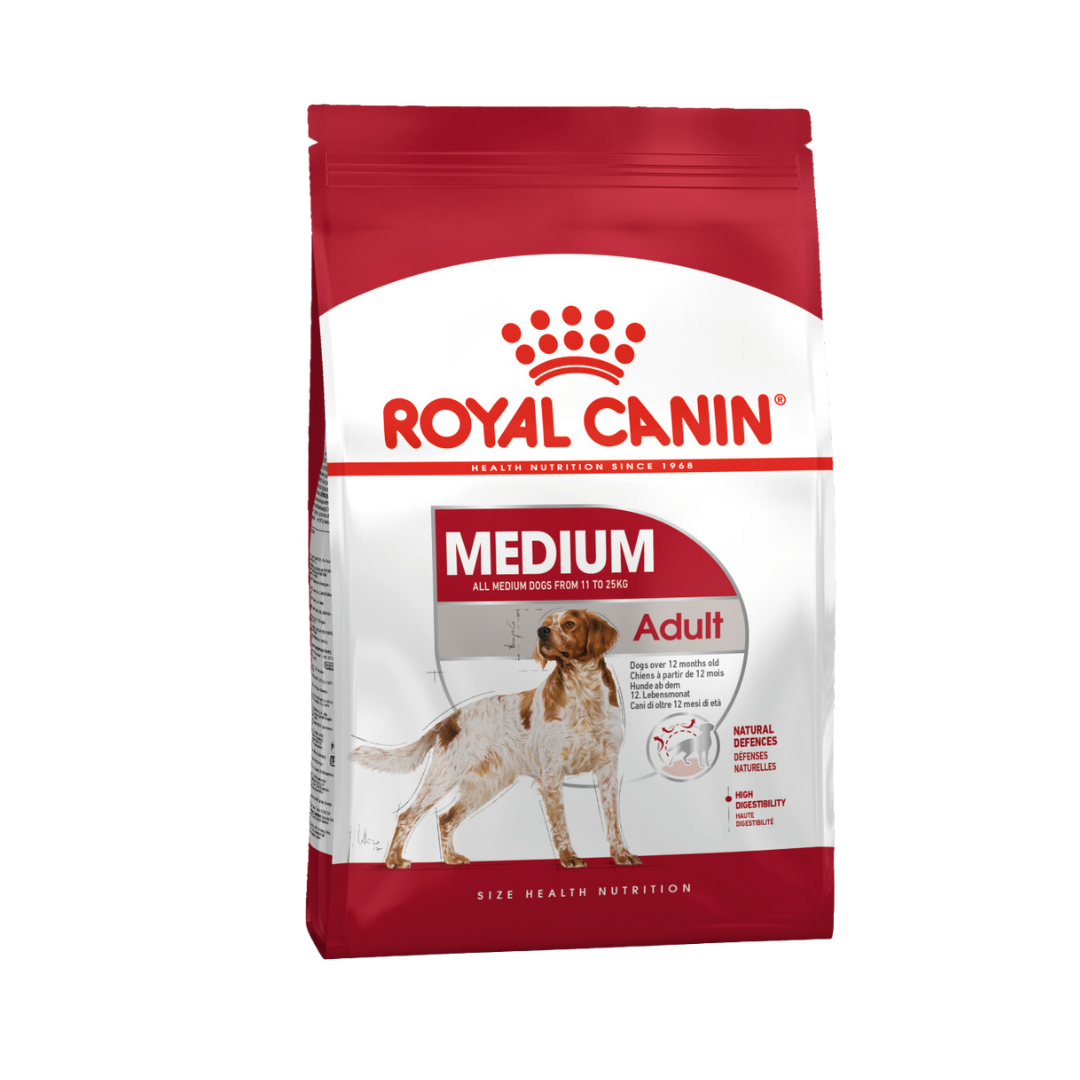 ROYAL CANIN®
HEALTH NUTRITION SINCE 1968
MEDIUM
ALL MEDIUM DOGS FROM 11 TO 25KG
Adult
Dogs over 12 months old
Chiens à partir de 12 mois
Hunde ab dem
12. Lebensmonat
Cani di oltre 12 mesi di età
NATURAL
DEFENCES
DÉFENSES
NATURELLES
HIGH
DIGESTIBILITY
HAUTE
DIGESTIBILITÉ
SIZE HEALTH NUTRITION